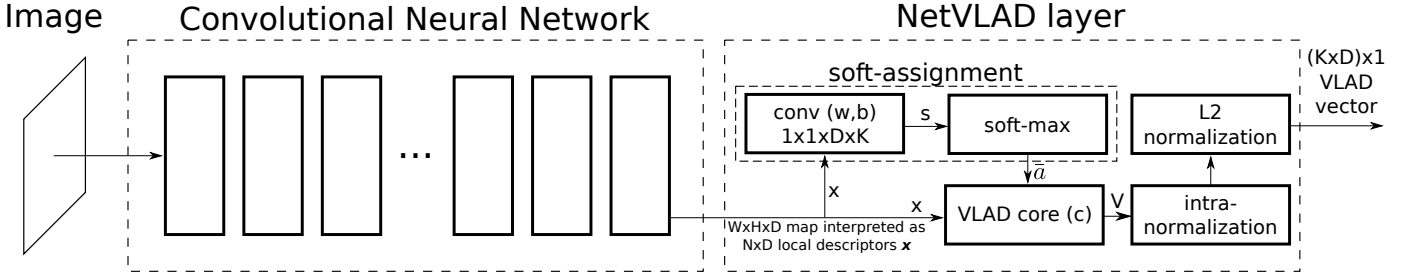 Image
Convolutional Neural Network
NetVLAD layer
...
soft-assignment
conv (w,b)
1x1xDxK
s
soft-max
L2
normalization
(KxD)x1
VLAD
vector
x
x
ā
WxHxD map interpreted as
NxD local descriptors x
VLAD core (c)
V
intra-
normalization